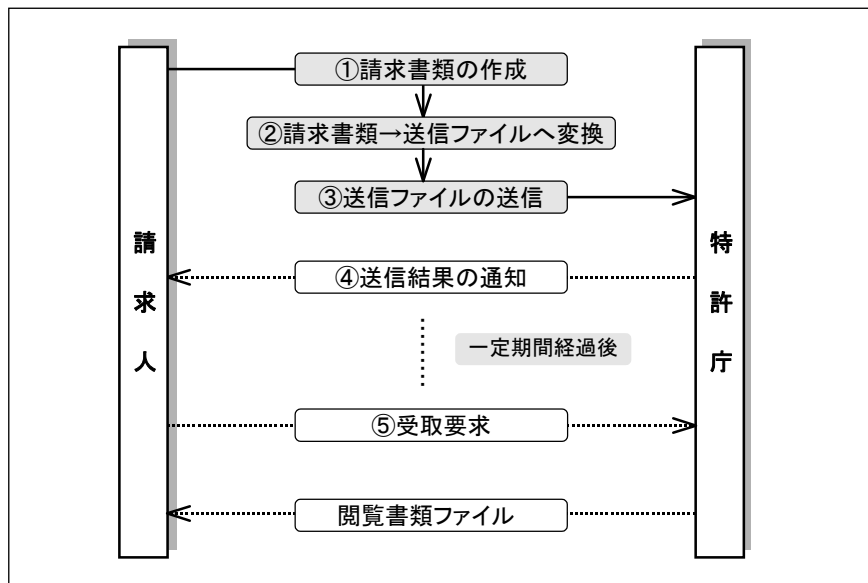 ①請求書類の作成
②請求書類→送信ファイルへ変換
③送信ファイルの送信
請求人
特許庁
④送信結果の通知
一定期間経過後
⑤受取要求
閲覧書類ファイル